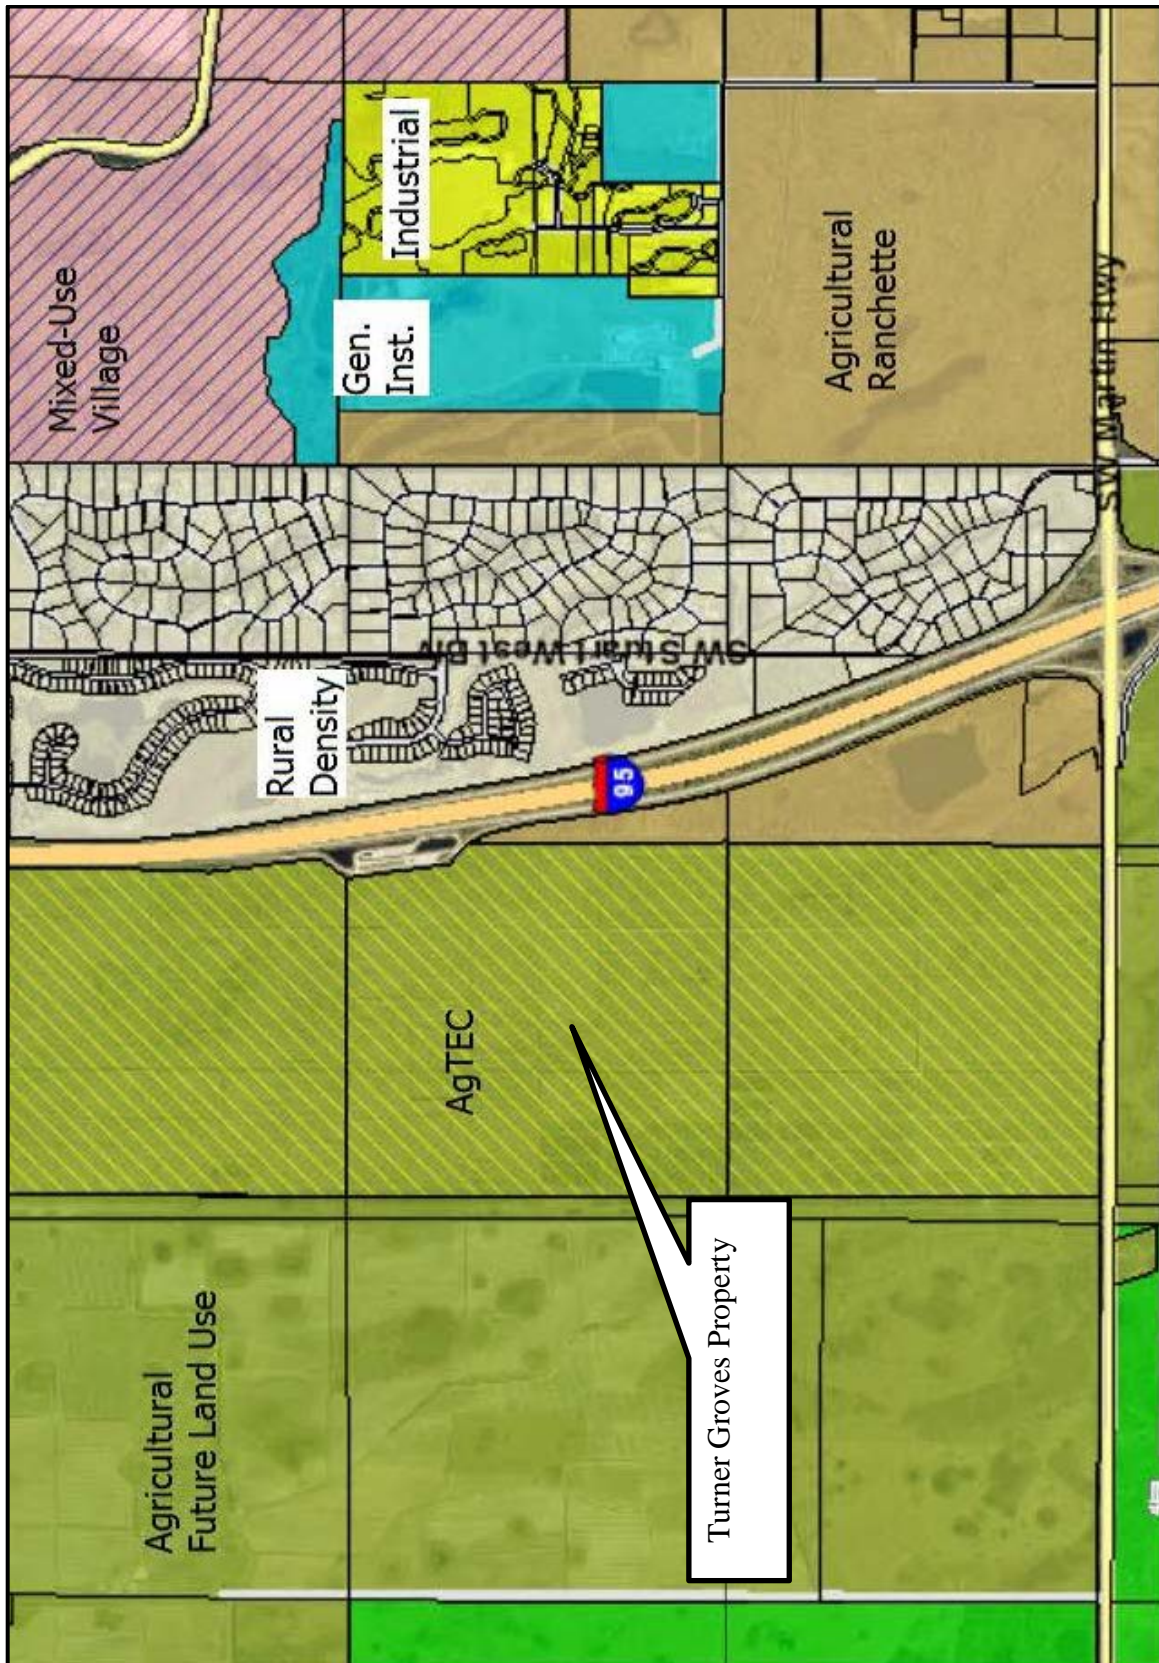 Mixed-Use
Village
Agricultural
Future Land Use
Rural
Density
Gen.
Inst.
Industrial
AgTEC
SW Stuart West Blv
95
Turner Groves Property
Agricultural
Ranchette
SW Martin Hwy